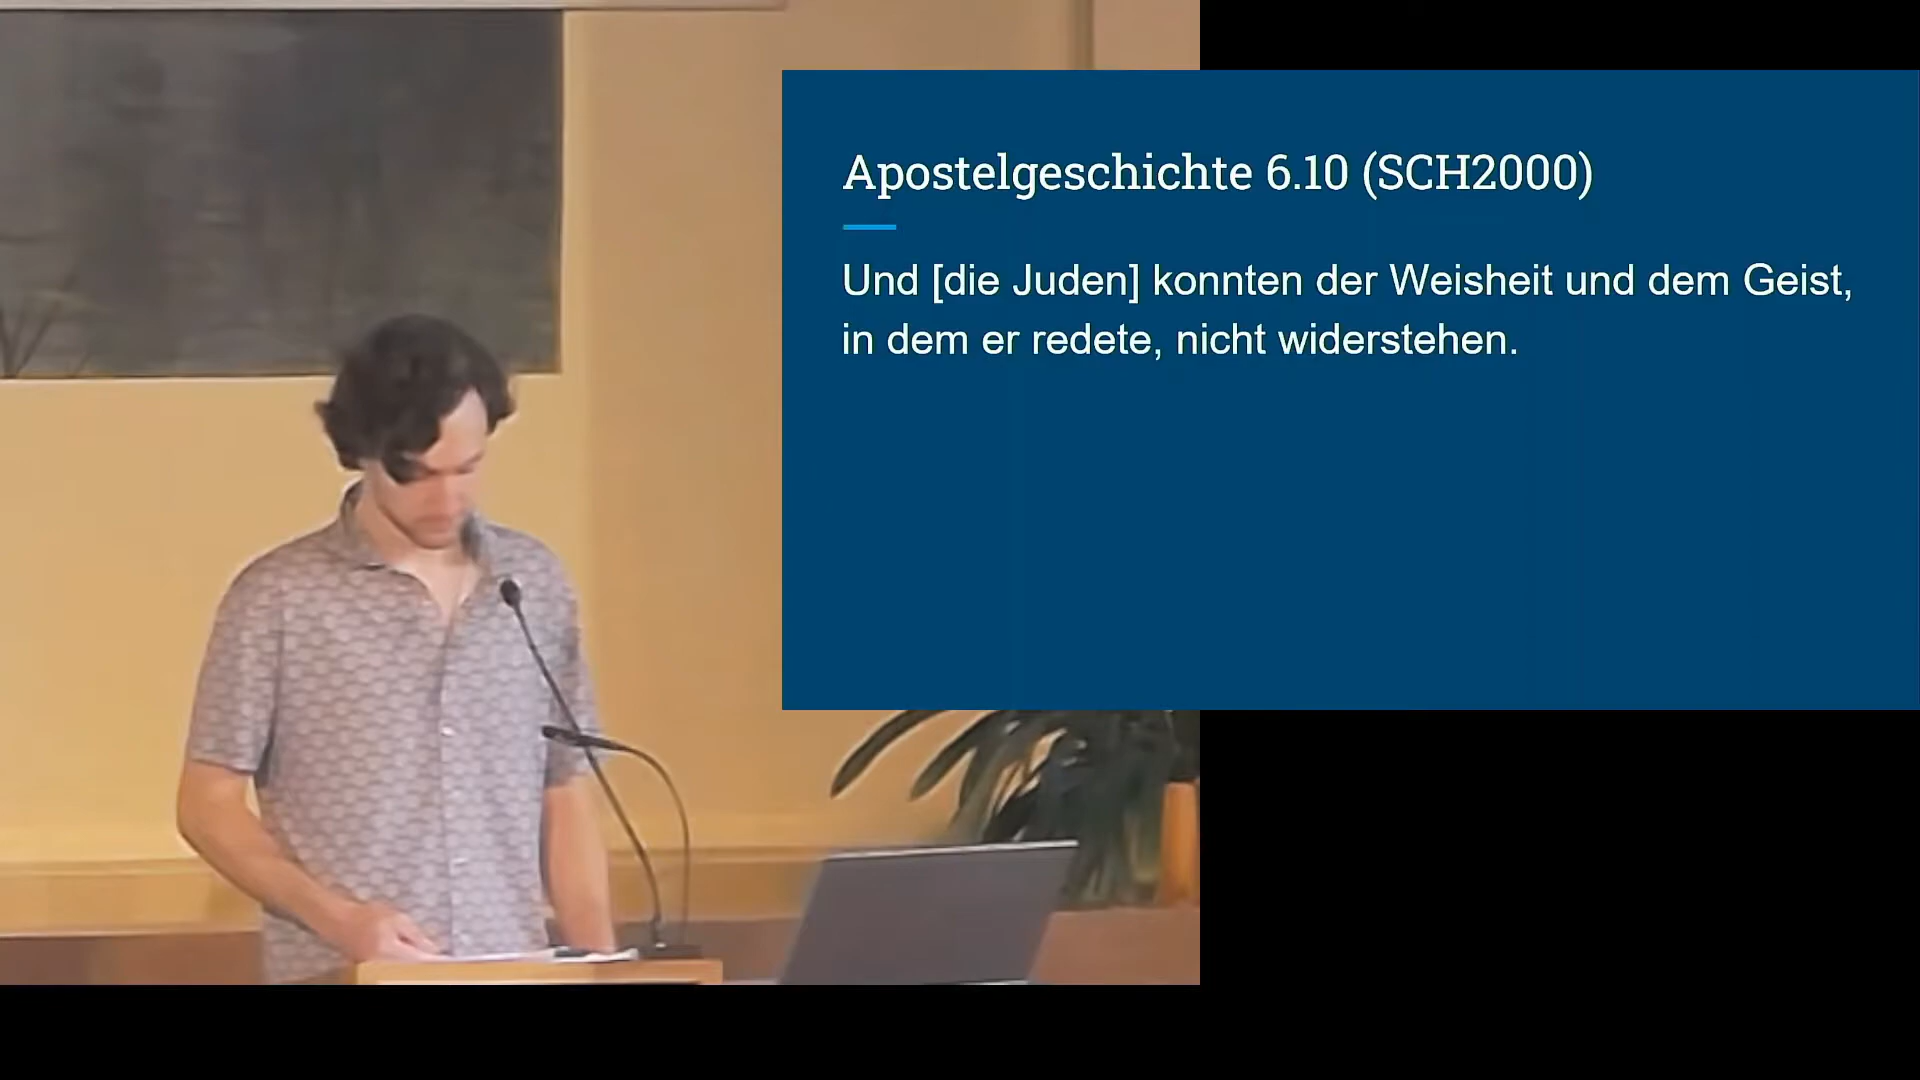 Apostelgeschichte 6.10 (SCH2000)
Und [die Juden] konnten der Weisheit und dem Geist,
in dem er redete, nicht widerstehen.